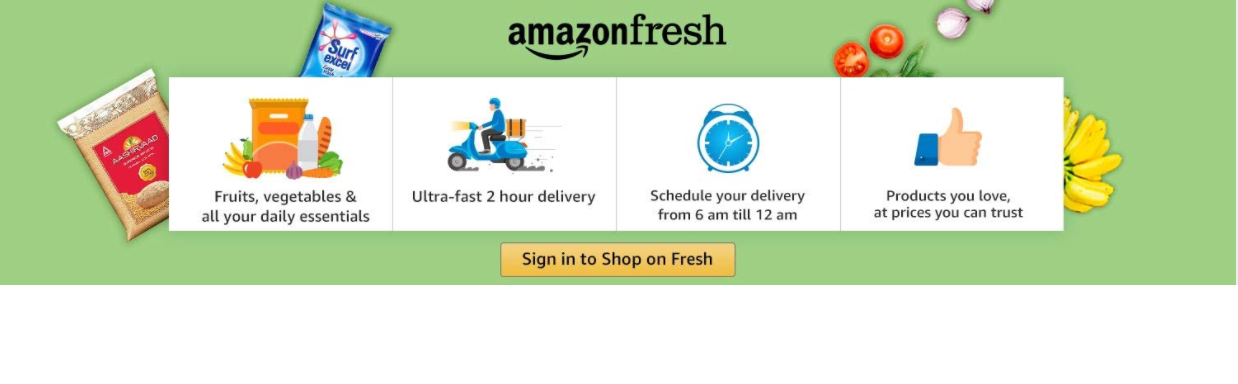 amazonfresh
Surf
excel
AASHIRVAAD
Fruits, vegetables &
all your daily essentials
Ultra-fast 2 hour delivery
Schedule your delivery
from 6 am till 12 am
Products you love,
at prices you can trust
Sign in to Shop on Fresh